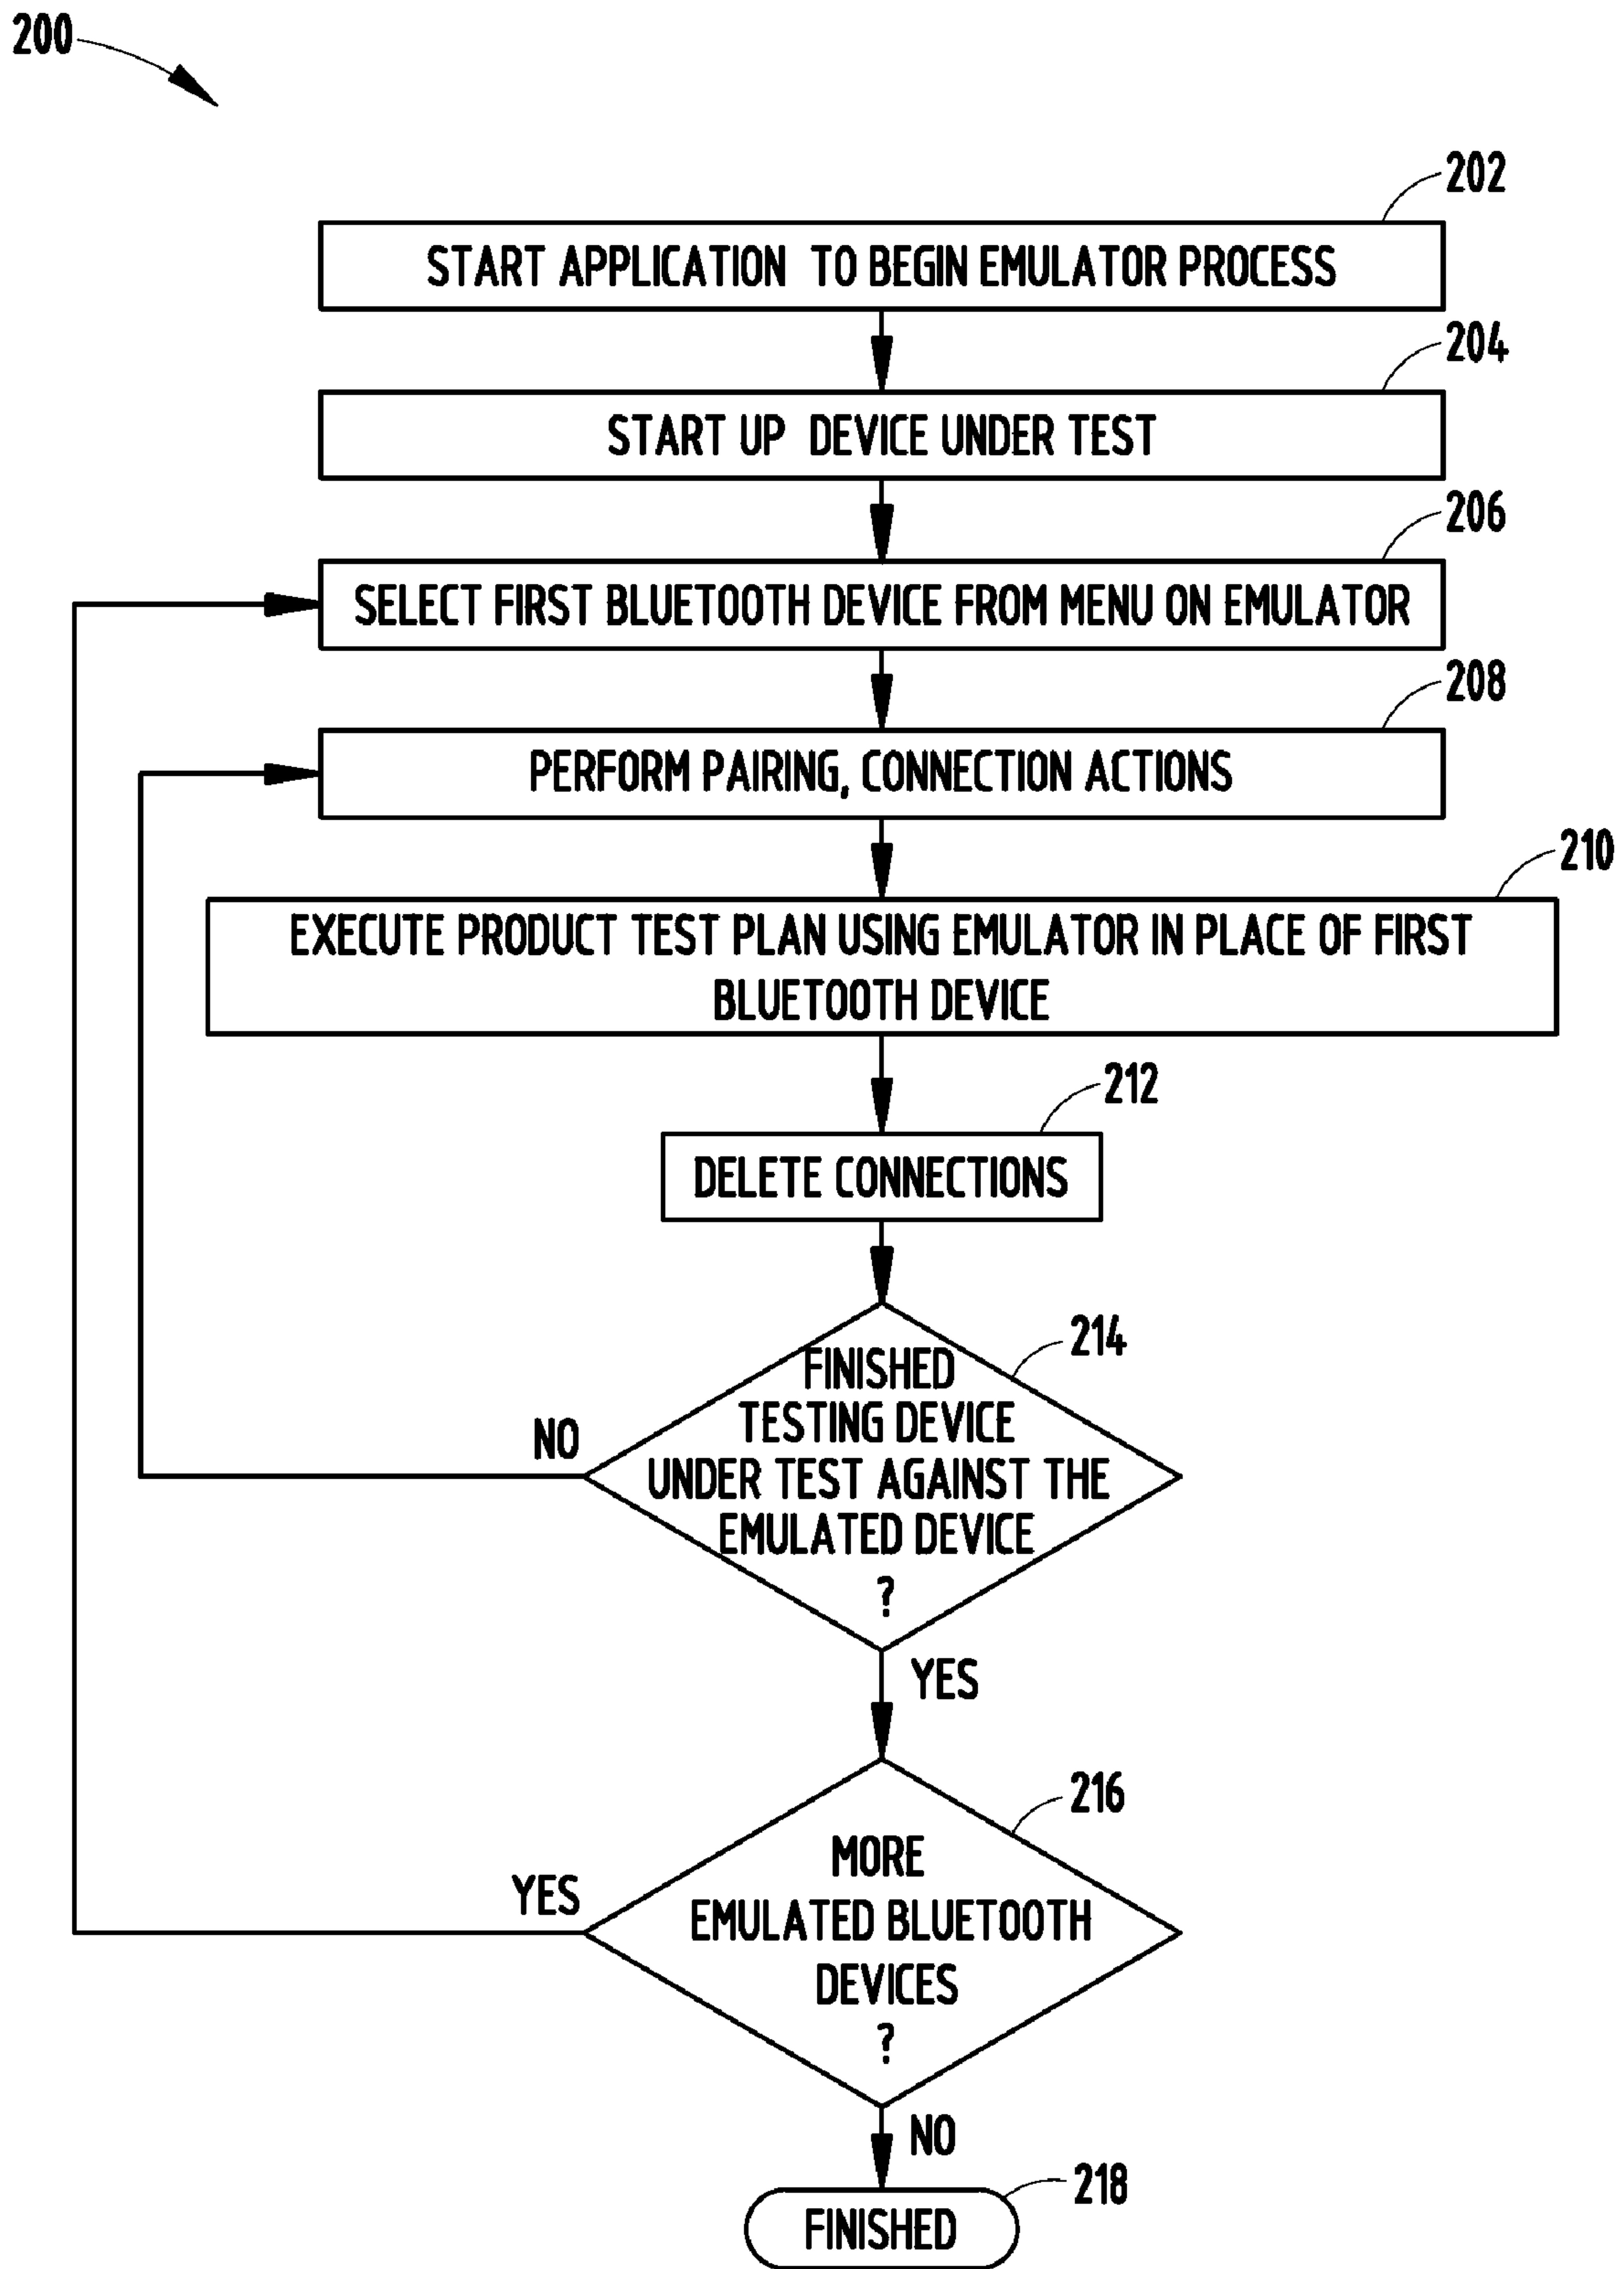 200
202
START APPLICATION TO BEGIN EMULATOR PROCESS
204
START UP DEVICE UNDER TEST
206
SELECT FIRST BLUETOOTH DEVICE FROM MENU ON EMULATOR
208
PERFORM PAIRING, CONNECTION ACTIONS
210
EXECUTE PRODUCT TEST PLAN USING EMULATOR IN PLACE OF FIRST
BLUETOOTH DEVICE
212
DELETE CONNECTIONS
214
FINISHED
TESTING DEVICE
UNDER TEST AGAINST THE
EMULATED DEVICE
?
NO
YES
216
MORE
EMULATED BLUETOOTH
DEVICES
?
YES
NO
218
FINISHED